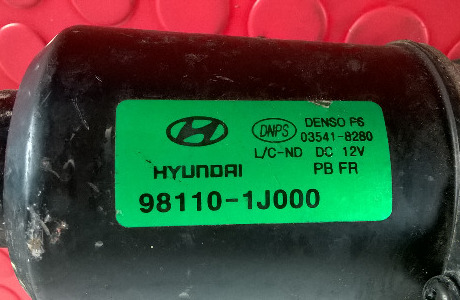 DNPS
DENSO PS
03541-8280
L/C-ND DC 12V
HYUNDAI
PB FR
98110-1J000